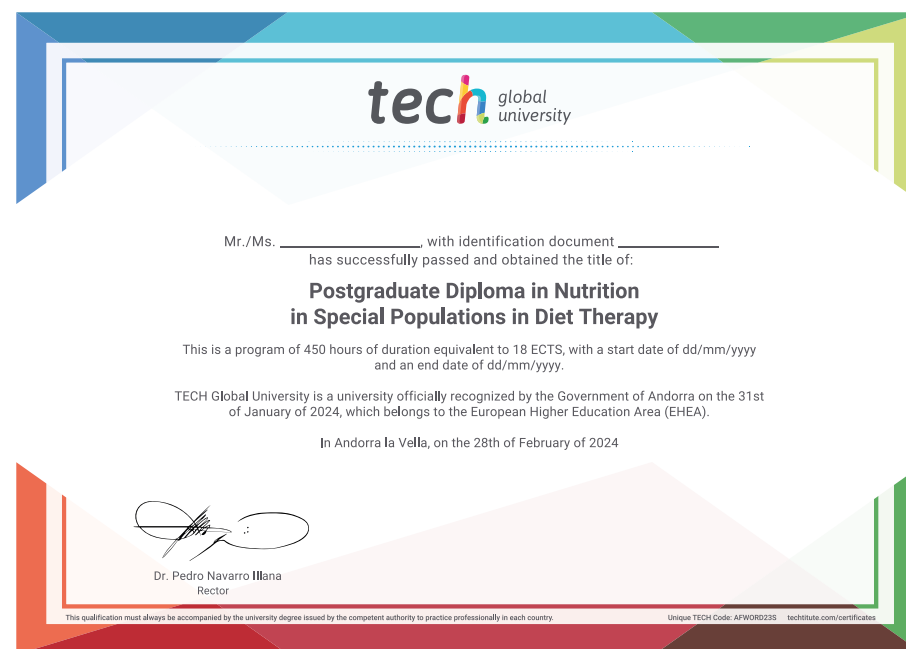 tech global
university
Mr./Ms. ____________, with identification document ____________
has successfully passed and obtained the title of:
Postgraduate Diploma in Nutrition
in Special Populations in Diet Therapy
This is a program of 450 hours of duration equivalent to 18 ECTS, with a start date of dd/mm/yyyy
and an end date of dd/mm/yyyy.
TECH Global University is a university officially recognized by the Government of Andorra on the 31st
of January of 2024, which belongs to the European Higher Education Area (EHEA).
In Andorra la Vella, on the 28th of February of 2024
Dr. Pedro Navarro Illana
Rector
This qualification must always be accompanied by the university degree issued by the competent authority to practice professionally in each country. Unique TECH Code: AFWORD23S techtitute.com/certificates